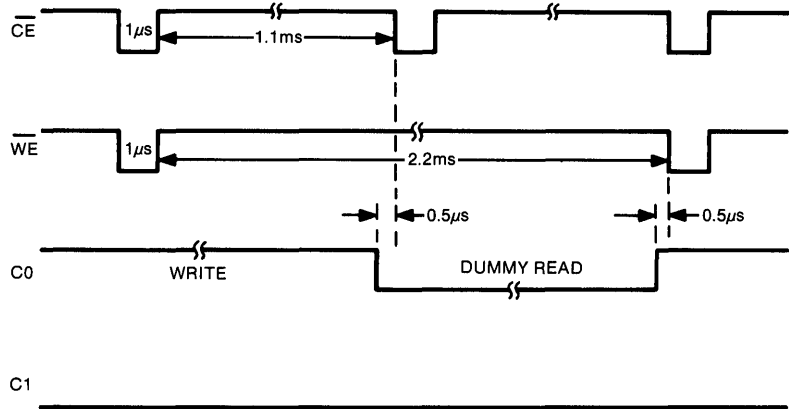 CE
1μs
1.1ms
WE
1μs
2.2ms
0.5μs
0.5μs
C0
WRITE
DUMMY READ
C1